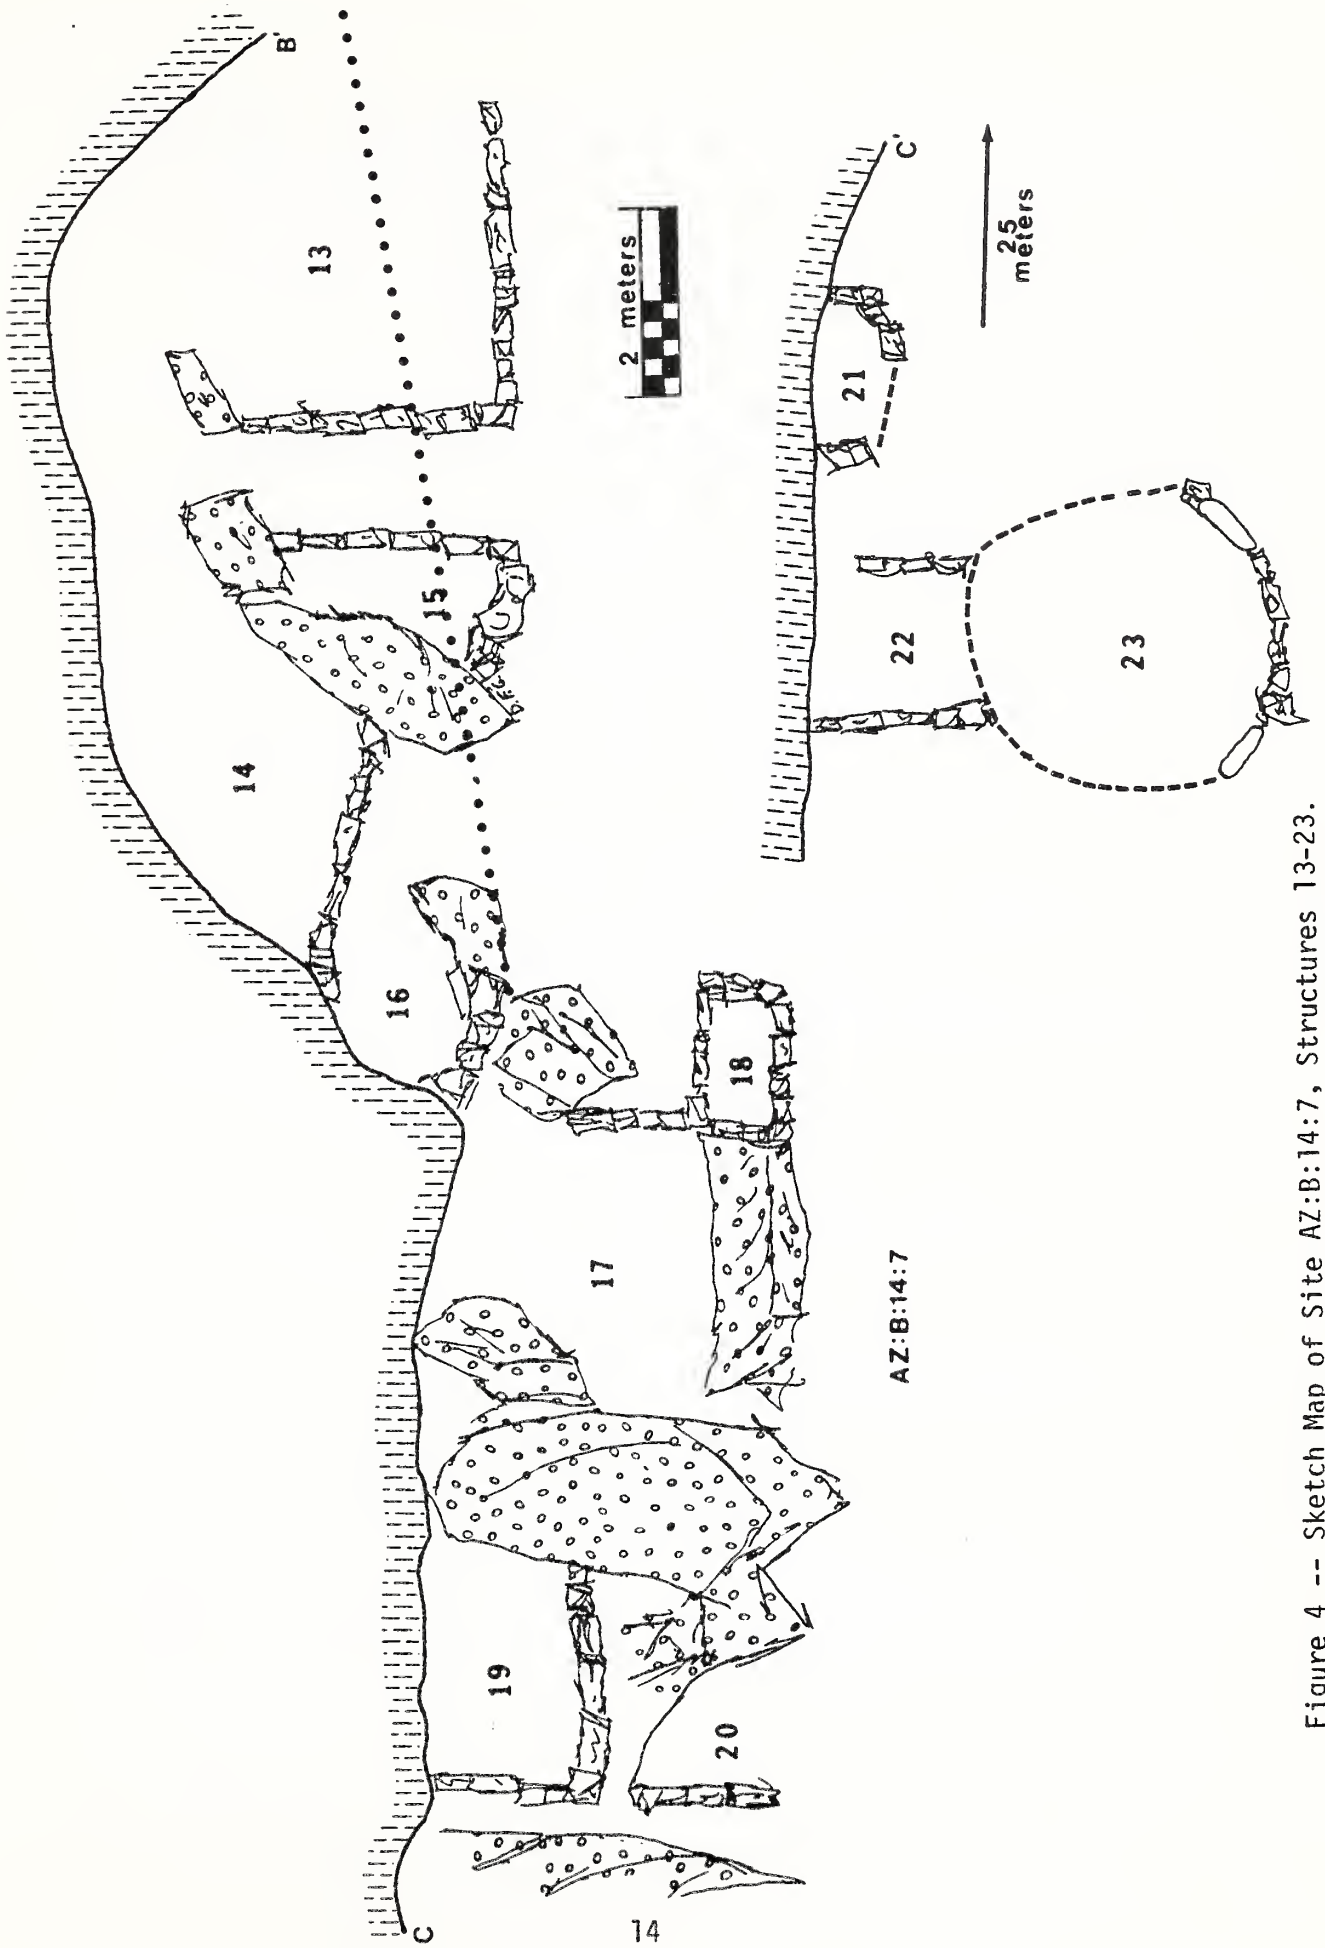 B'
13
14
15
D.F.C.
16
2 meters
C'
25
meters
21
22
23
18
17
AZ:B:14:7
19
20
C
Figure 4 -- Sketch Map of Site AZ:B:14:7, Structures 13-23.
14